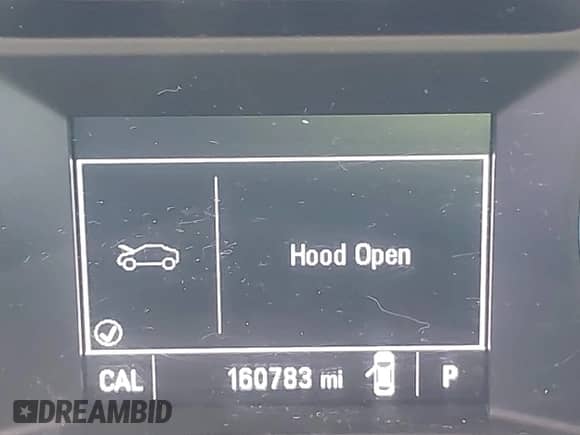 Hood Open
CAL 160783 mi P
DREAMBID